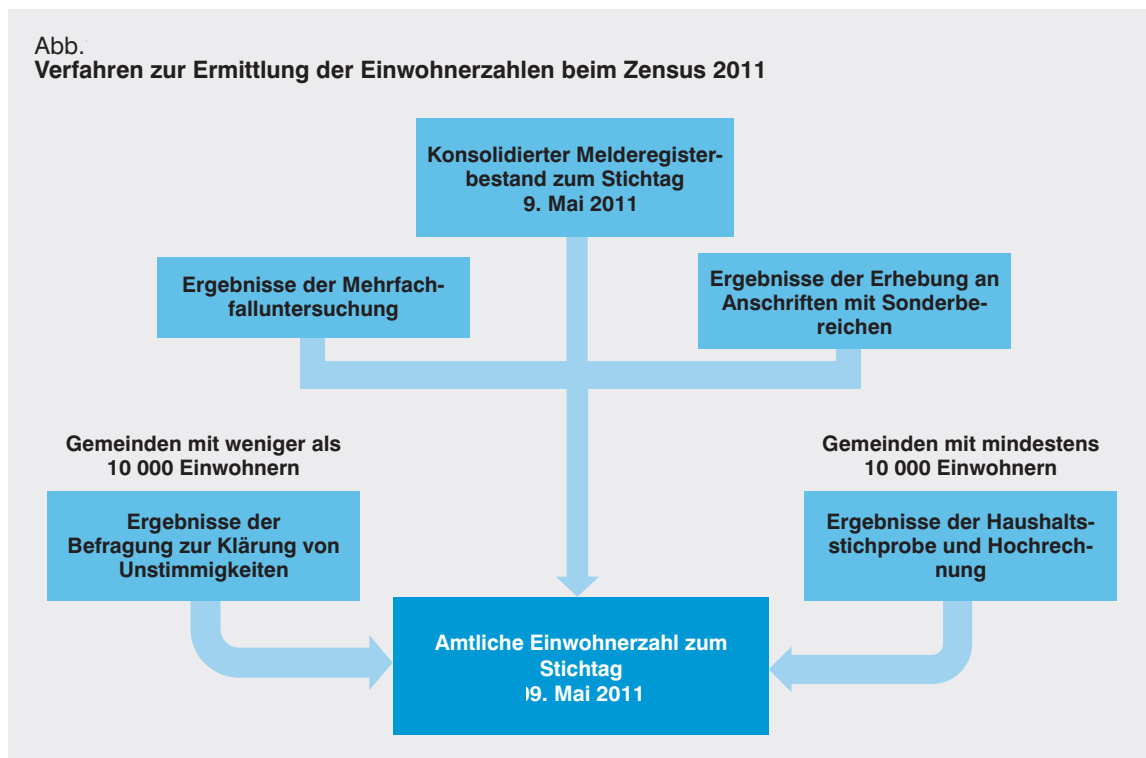 Abb.
Verfahren zur Ermittlung der Einwohnerzahlen beim Zensus 2011
Konsolidierter Melderegister-
bestand zum Stichtag
9. Mai 2011
Ergebnisse der Mehrfach-
falluntersuchung
Ergebnisse der Erhebung an
Anschriften mit Sonderbe-
reichen
Gemeinden mit weniger als
10 000 Einwohnern
Gemeinden mit mindestens
10 000 Einwohnern
Ergebnisse der
Befragung zur Klärung von
Unstimmigkeiten
Ergebnisse der Haushalts-
stichprobe und Hochrech-
nung
Amtliche Einwohnerzahl zum
Stichtag
09. Mai 2011